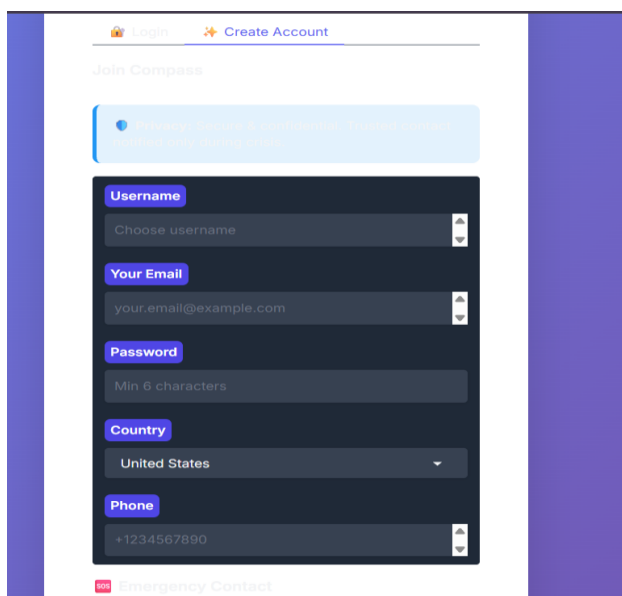 🔐 Login ✨ Create Account
Join Compass
Username
Choose username
Your Email
your.email@example.com
Password
Min 6 characters
Country
United States
Phone
+1234567890
🆘 Emergency Contact